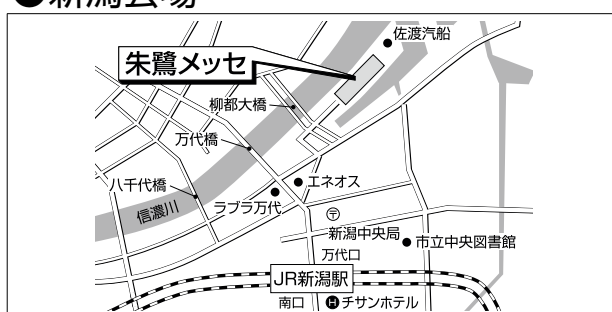 ●新潟会場
佐渡汽船
朱鷺メッセ
柳都大橋
万代橋
八千代橋
エネオス
信濃川
ラブラ万代
〒
新潟中央局
市立中央図書館
万代口
JR新潟駅
南口
Hチサンホテル